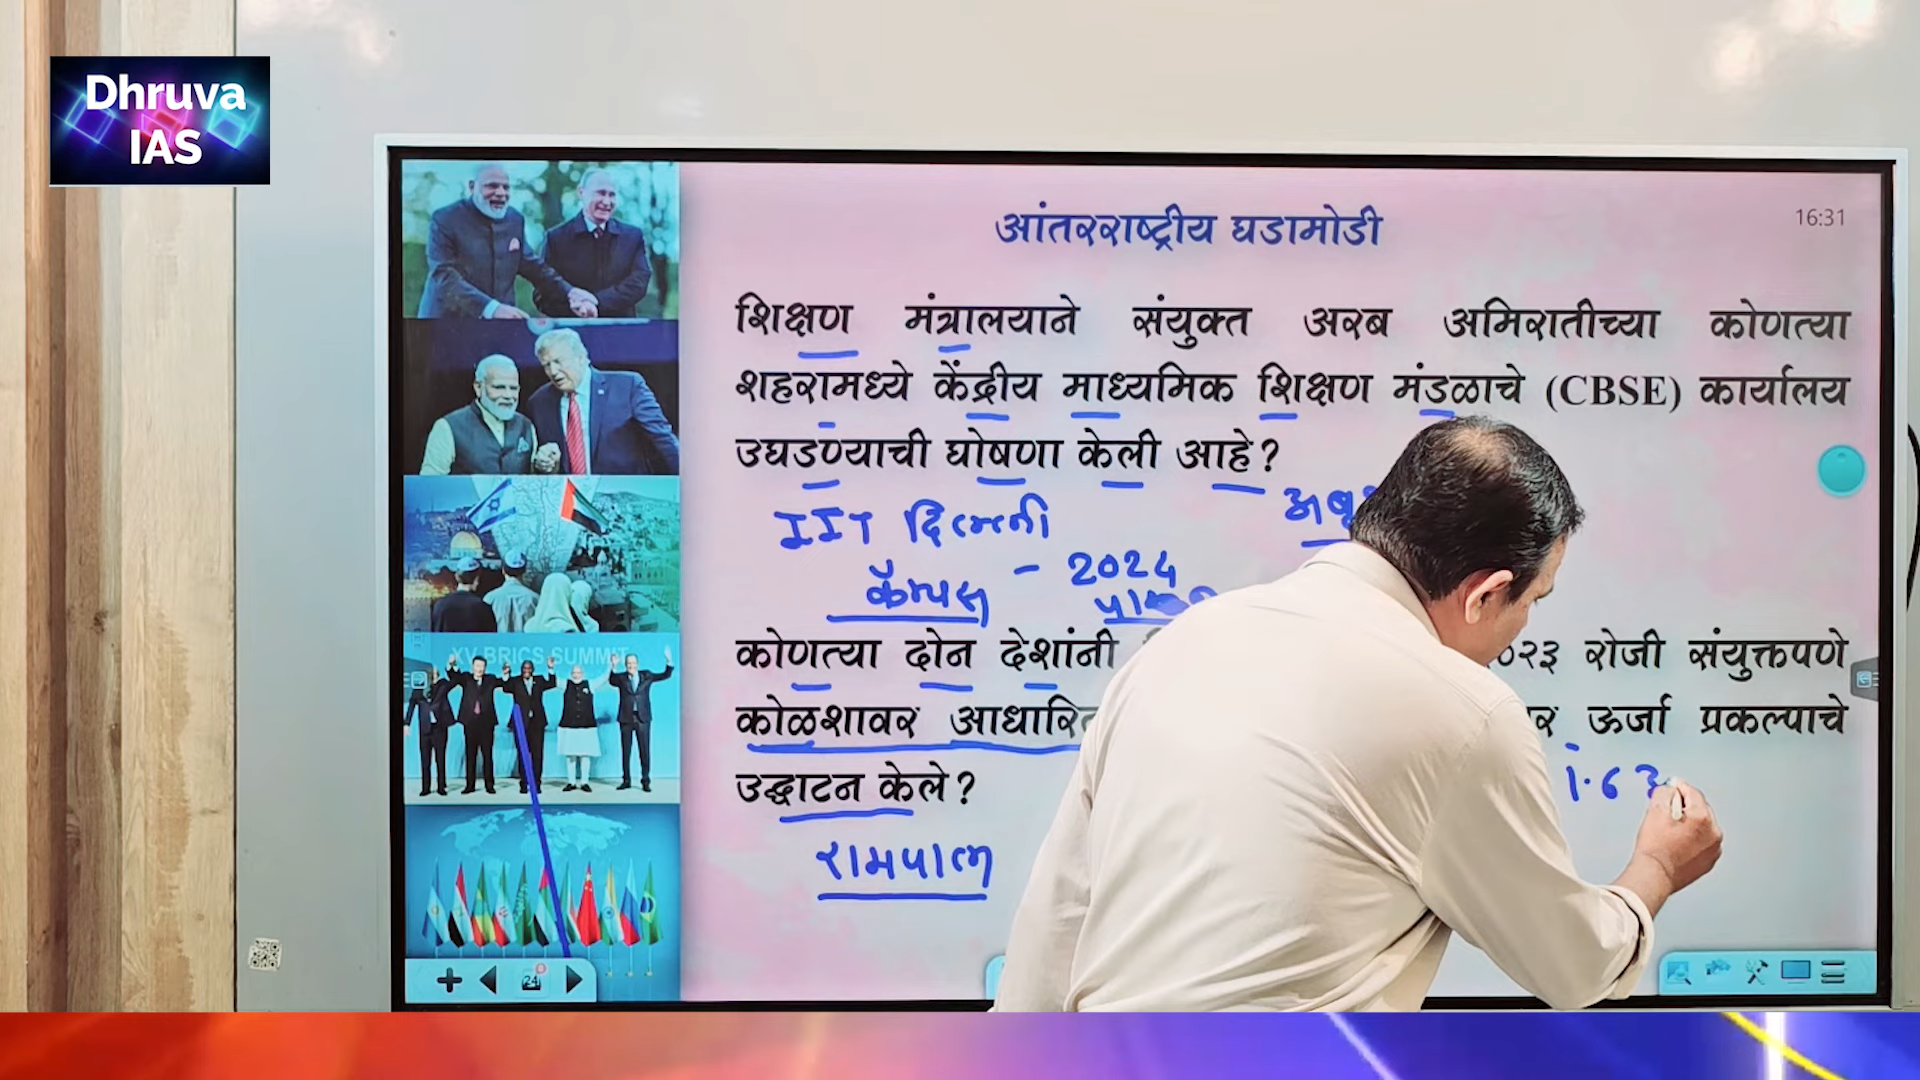 Dhruva
IAS
16:31
आंतरराष्ट्रीय घडामोडी
शिक्षण मंत्रालयाने संयुक्त अरब अमिरातीच्या कोणत्या
शहरामध्ये केंद्रीय माध्यमिक शिक्षण मंडळाचे (CBSE) कार्यालय
उघडण्याची घोषणा केली आहे?
IIT दिल्ली
कॅम्पस - 2024
कोणत्या दोन देशांनी ०२३ रोजी संयुक्तपणे
कोळशावर आधारित र ऊर्जा प्रकल्पाचे
उद्घाटन केले?
रामपाल
XV BRICS SUMMIT
24